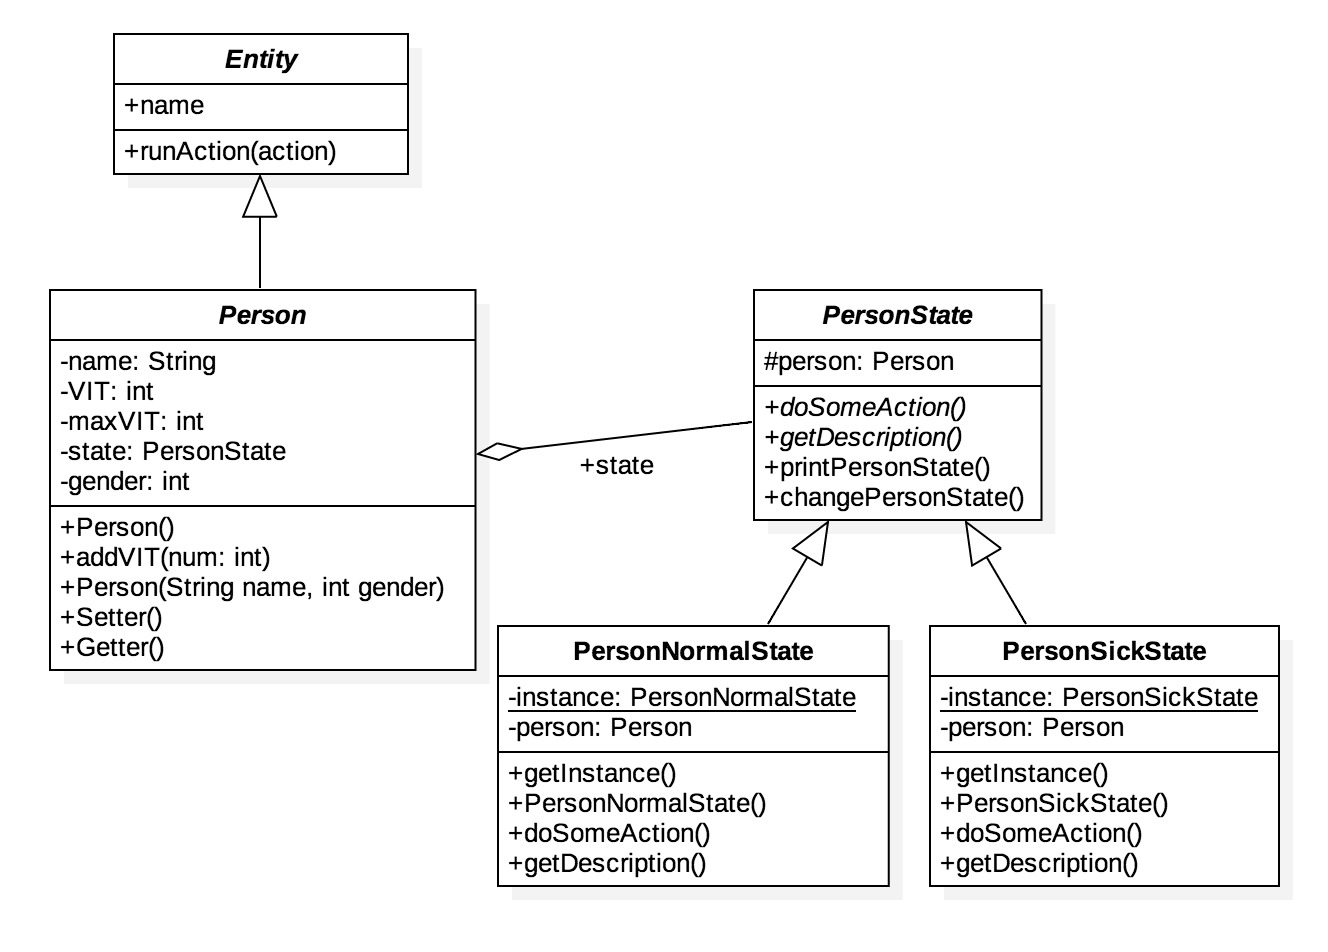 Entity
+name
+runAction(action)
Person
-name: String
-VIT: int
-maxVIT: int
-state: PersonState
-gender: int
+Person()
+addVIT(num: int)
+Person(String name, int gender)
+Setter()
+Getter()
+state
PersonState
#person: Person
+doSomeAction()
+getDescription()
+printPersonState()
+changePersonState()
PersonNormalState
-instance: PersonNormalState
-person: Person
+getInstance()
+PersonNormalState()
+doSomeAction()
+getDescription()
PersonSickState
-instance: PersonSickState
-person: Person
+getInstance()
+PersonSickState()
+doSomeAction()
+getDescription()